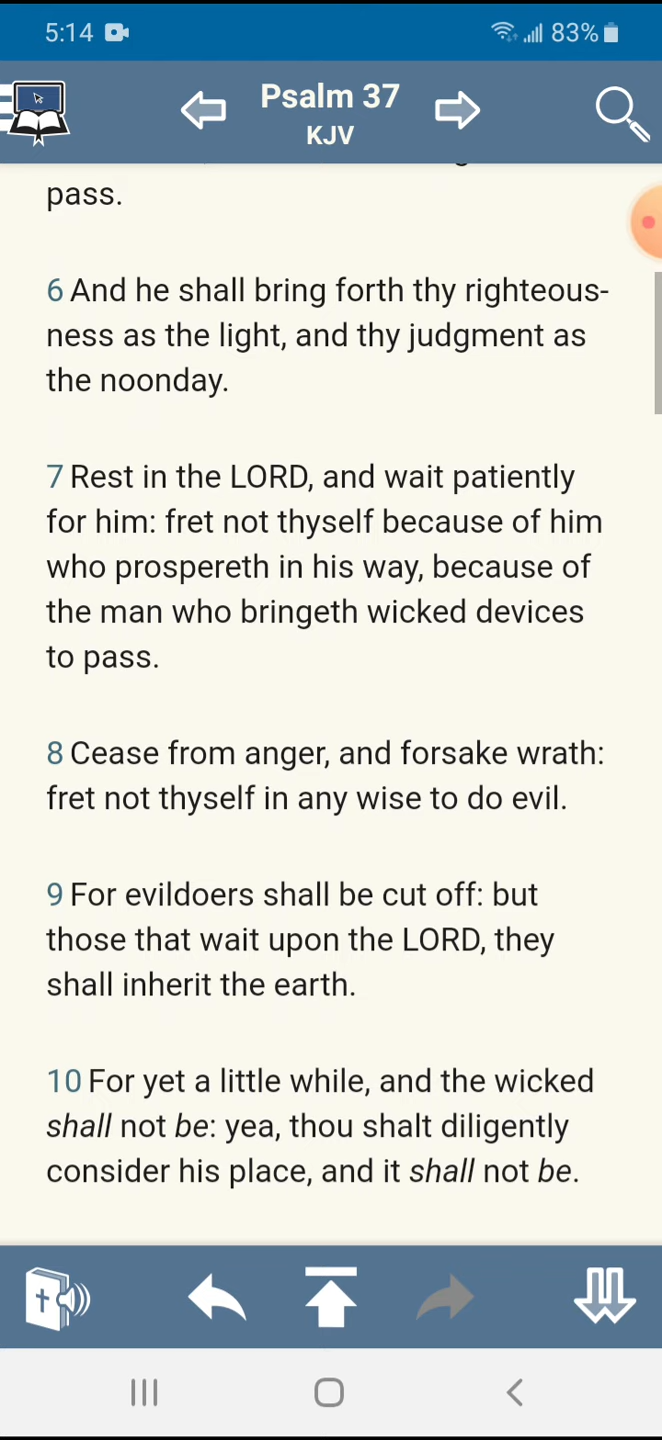 5:14 83%
Psalm 37
KJV
pass.
6 And he shall bring forth thy righteous-
ness as the light, and thy judgment as
the noonday.
7 Rest in the LORD, and wait patiently
for him: fret not thyself because of him
who prospereth in his way, because of
the man who bringeth wicked devices
to pass.
8 Cease from anger, and forsake wrath:
fret not thyself in any wise to do evil.
9 For evildoers shall be cut off: but
those that wait upon the LORD, they
shall inherit the earth.
10 For yet a little while, and the wicked
shall not be: yea, thou shalt diligently
consider his place, and it shall not be.